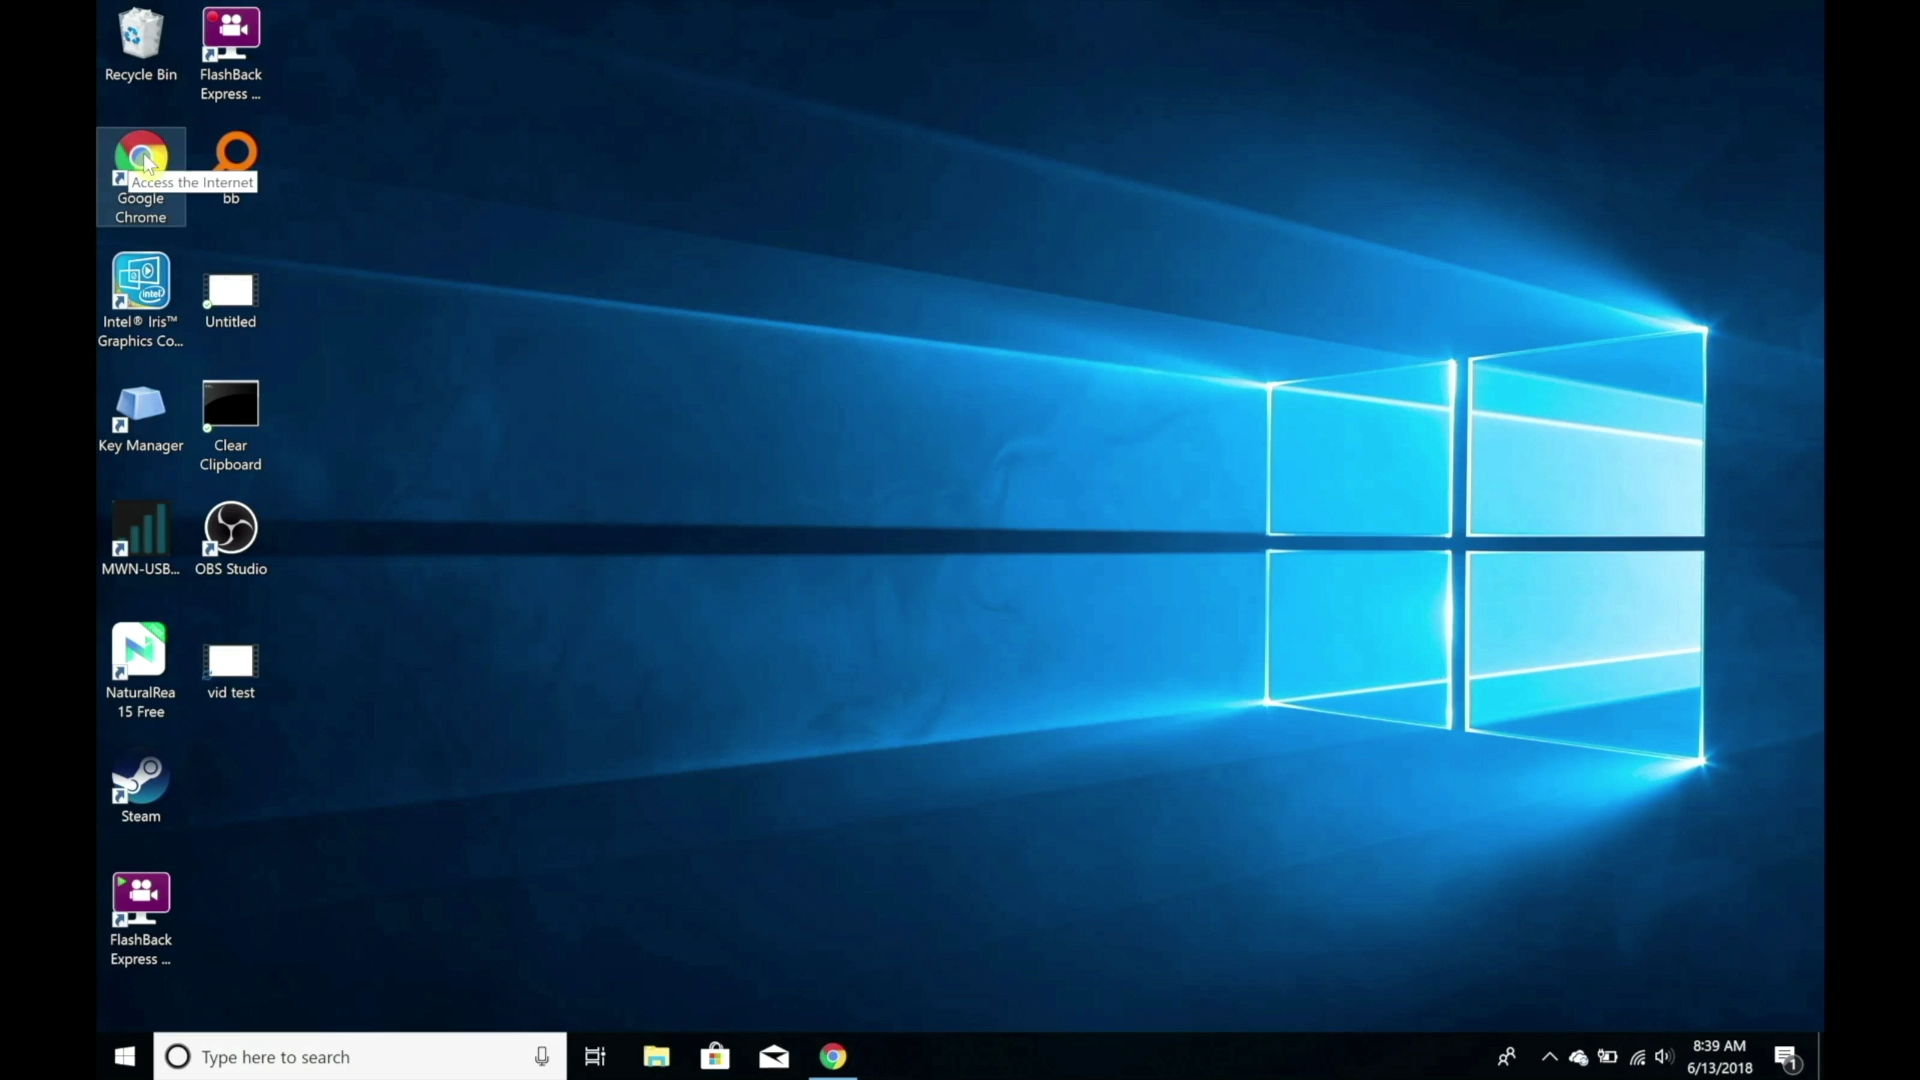 Recycle Bin
FlashBack
Express ...
Access the Internet
Google
Chrome
bb
intel
Intel® Iris™
Graphics Co...
Untitled
Key Manager
Clear
Clipboard
MWN-USB...
OBS Studio
NaturalRea
15 Free
vid test
Steam
FlashBack
Express ...
Type here to search
8:39 AM
6/13/2018
1